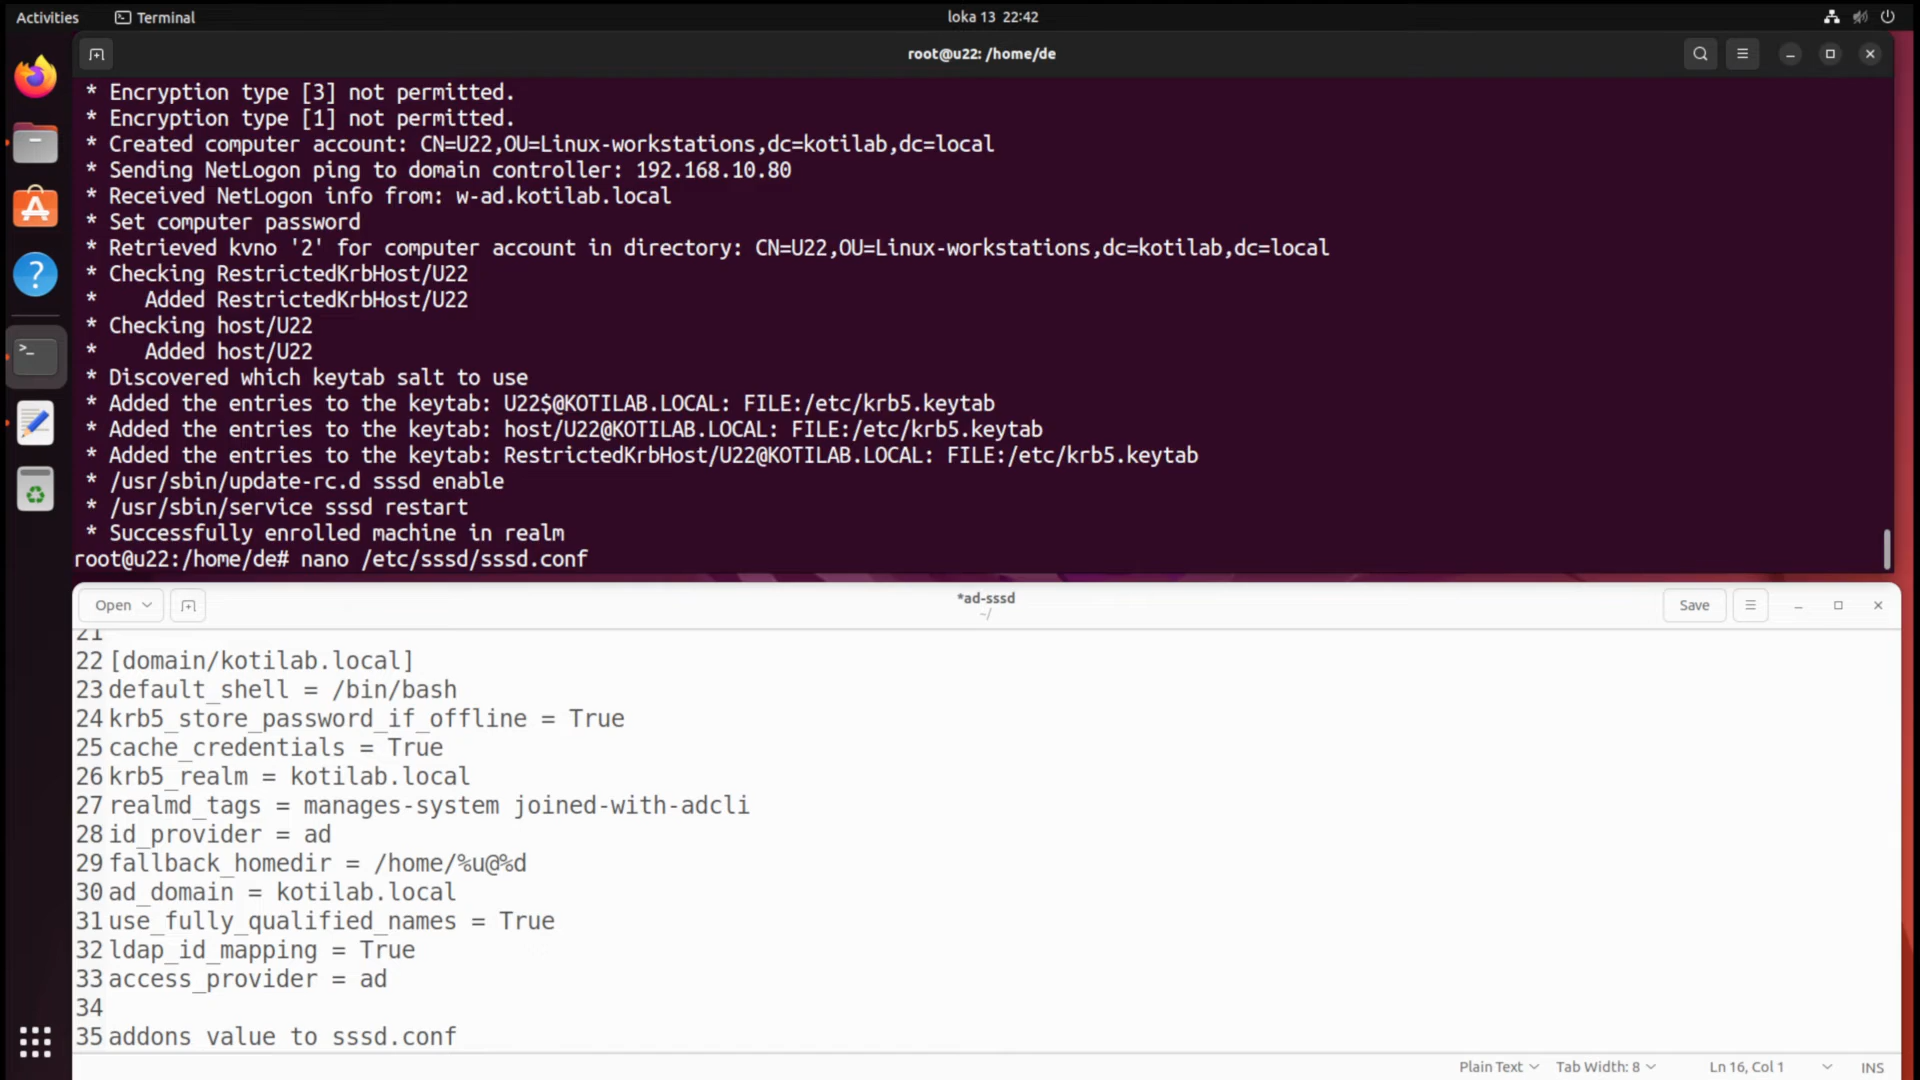 Activities
Terminal
loka 13 22:42
root@u22: /home/de
* Encryption type [3] not permitted.
* Encryption type [1] not permitted.
* Created computer account: CN=U22,OU=Linux-workstations,dc=kotilab,dc=local
* Sending NetLogon ping to domain controller: 192.168.10.80
* Received NetLogon info from: w-ad.kotilab.local
* Set computer password
* Retrieved kvno '2' for computer account in directory: CN=U22,OU=Linux-workstations,dc=kotilab,dc=local
* Checking RestrictedKrbHost/U22
*    Added RestrictedKrbHost/U22
* Checking host/U22
*    Added host/U22
* Discovered which keytab salt to use
* Added the entries to the keytab: U22$@KOTILAB.LOCAL: FILE:/etc/krb5.keytab
* Added the entries to the keytab: host/U22@KOTILAB.LOCAL: FILE:/etc/krb5.keytab
* Added the entries to the keytab: RestrictedKrbHost/U22@KOTILAB.LOCAL: FILE:/etc/krb5.keytab
* /usr/sbin/update-rc.d sssd enable
* /usr/sbin/service sssd restart
* Successfully enrolled machine in realm
root@u22:/home/de# nano /etc/sssd/sssd.conf
Open
*ad-sssd
~/
Save
21
22 [domain/kotilab.local]
23 default_shell = /bin/bash
24 krb5_store_password_if_offline = True
25 cache_credentials = True
26 krb5_realm = kotilab.local
27 realmd_tags = manages-system joined-with-adcli
28 id_provider = ad
29 fallback_homedir = /home/%u@%d
30 ad_domain = kotilab.local
31 use_fully_qualified_names = True
32 ldap_id_mapping = True
33 access_provider = ad
34
35 addons value to sssd.conf
Plain Text
Tab Width: 8
Ln 16, Col 1
INS